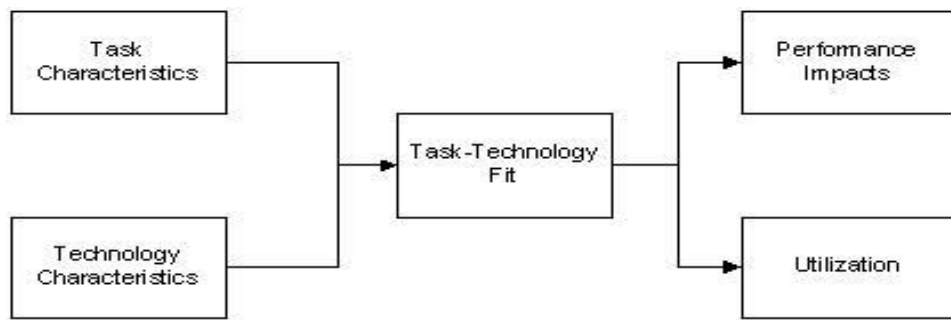 Task
Characteristics
Technology
Characteristics
Task-Technology
Fit
Performance
Impacts
Utilization